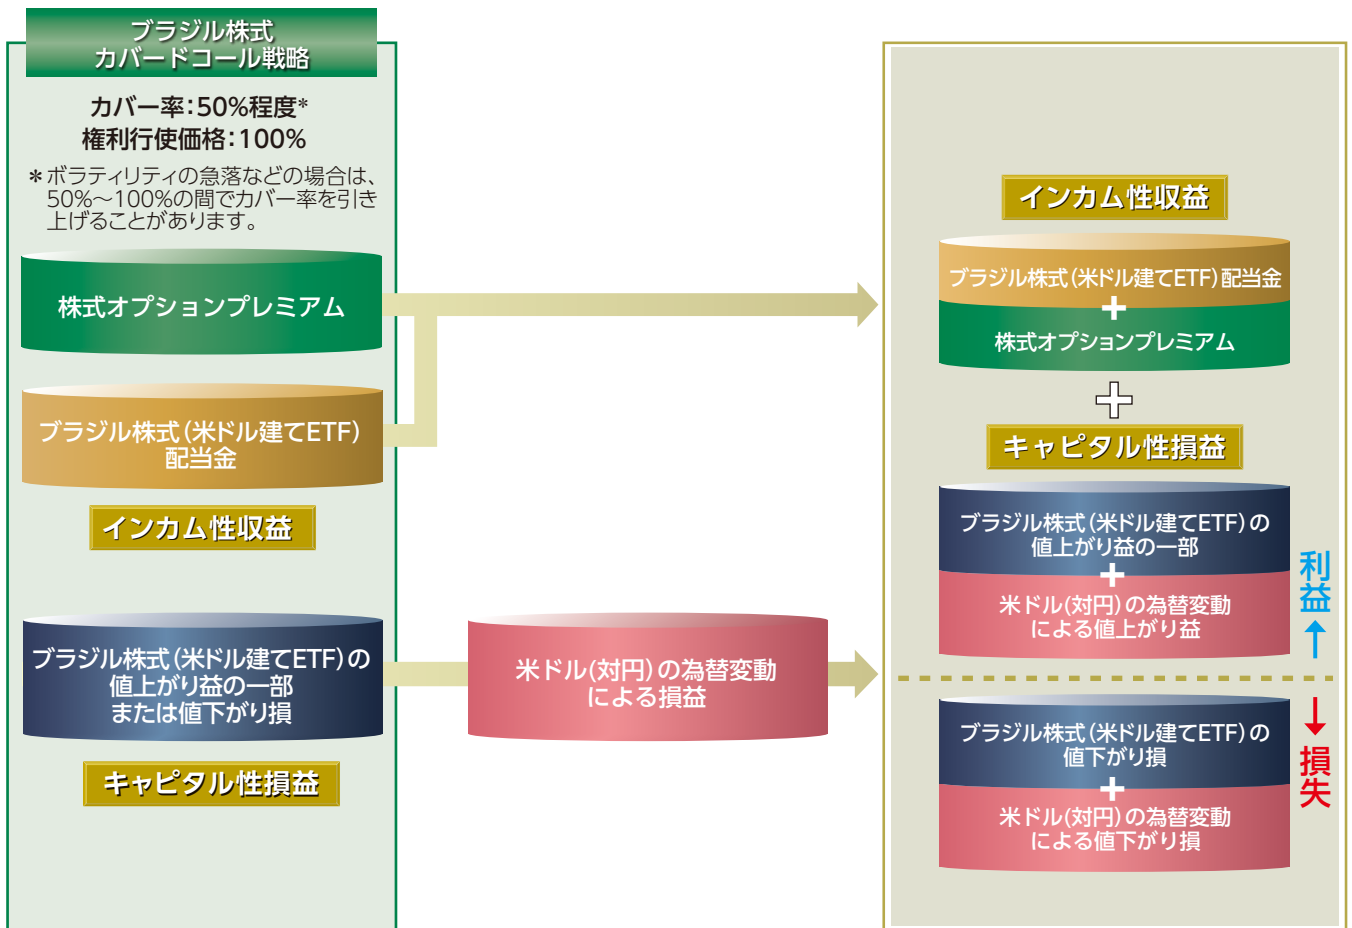 ブラジル株式
カバードコール戦略
カバー率:50%程度*
権利行使価格:100%
*ボラティリティの急落などの場合は、
50%~100%の間でカバー率を引き
上げることがあります。
株式オプションプレミアム
ブラジル株式(米ドル建てETF)
配当金
インカム性収益
ブラジル株式(米ドル建てETF)の
値上がり益の一部
または値下がり損
キャピタル性損益
米ドル(対円)の為替変動
による損益
インカム性収益
ブラジル株式(米ドル建てETF)配当金
+
株式オプションプレミアム
+
キャピタル性損益
ブラジル株式(米ドル建てETF)の
値上がり益の一部
+
米ドル(対円)の為替変動
による値上がり益
利益↑
ブラジル株式(米ドル建てETF)の
値下がり損
+
米ドル(対円)の為替変動
による値下がり損
↓損失